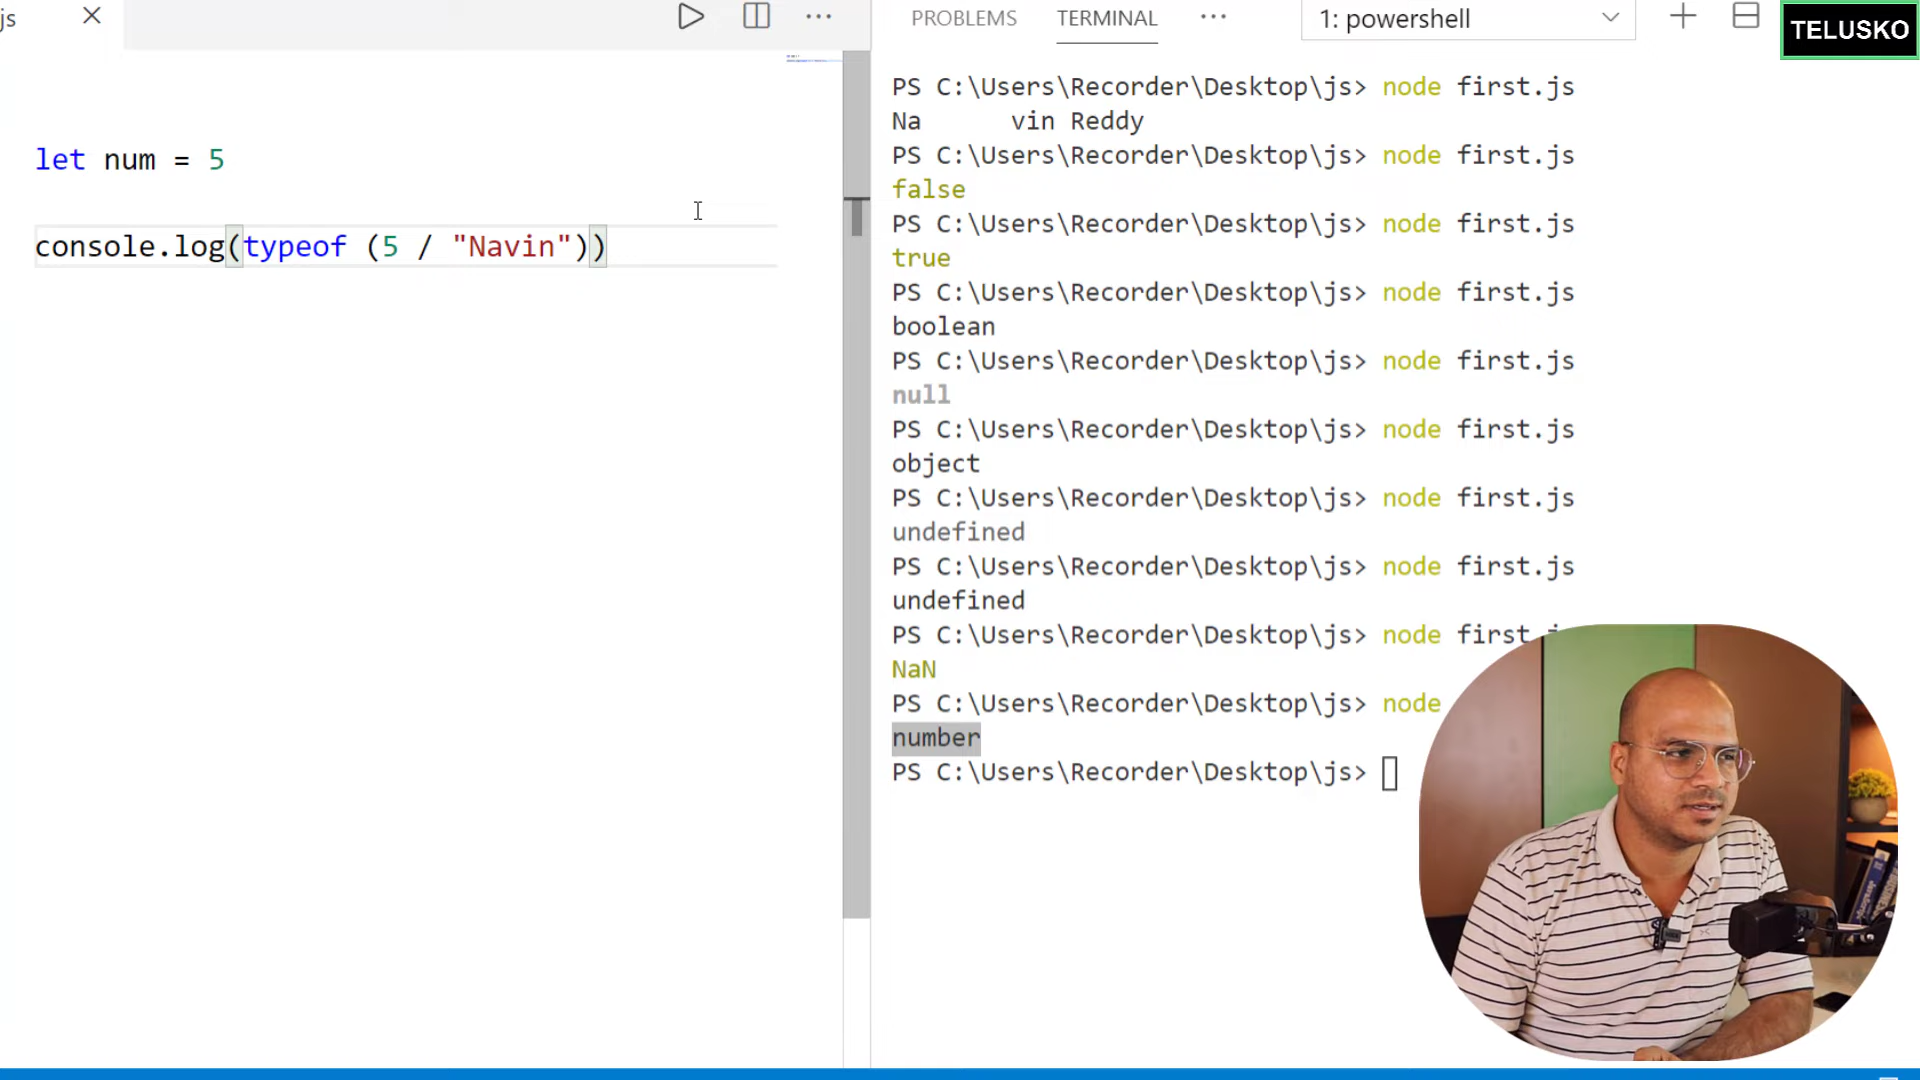 js
PROBLEMS TERMINAL ... 1: powershell
TELUSKO
let num = 5
console.log(typeof (5 / "Navin"))
PS C:\Users\Recorder\Desktop\js> node first.js
Na      vin Reddy
PS C:\Users\Recorder\Desktop\js> node first.js
false
PS C:\Users\Recorder\Desktop\js> node first.js
true
PS C:\Users\Recorder\Desktop\js> node first.js
boolean
PS C:\Users\Recorder\Desktop\js> node first.js
null
PS C:\Users\Recorder\Desktop\js> node first.js
object
PS C:\Users\Recorder\Desktop\js> node first.js
undefined
PS C:\Users\Recorder\Desktop\js> node first.js
undefined
PS C:\Users\Recorder\Desktop\js> node first
NaN
PS C:\Users\Recorder\Desktop\js> node
number
PS C:\Users\Recorder\Desktop\js>